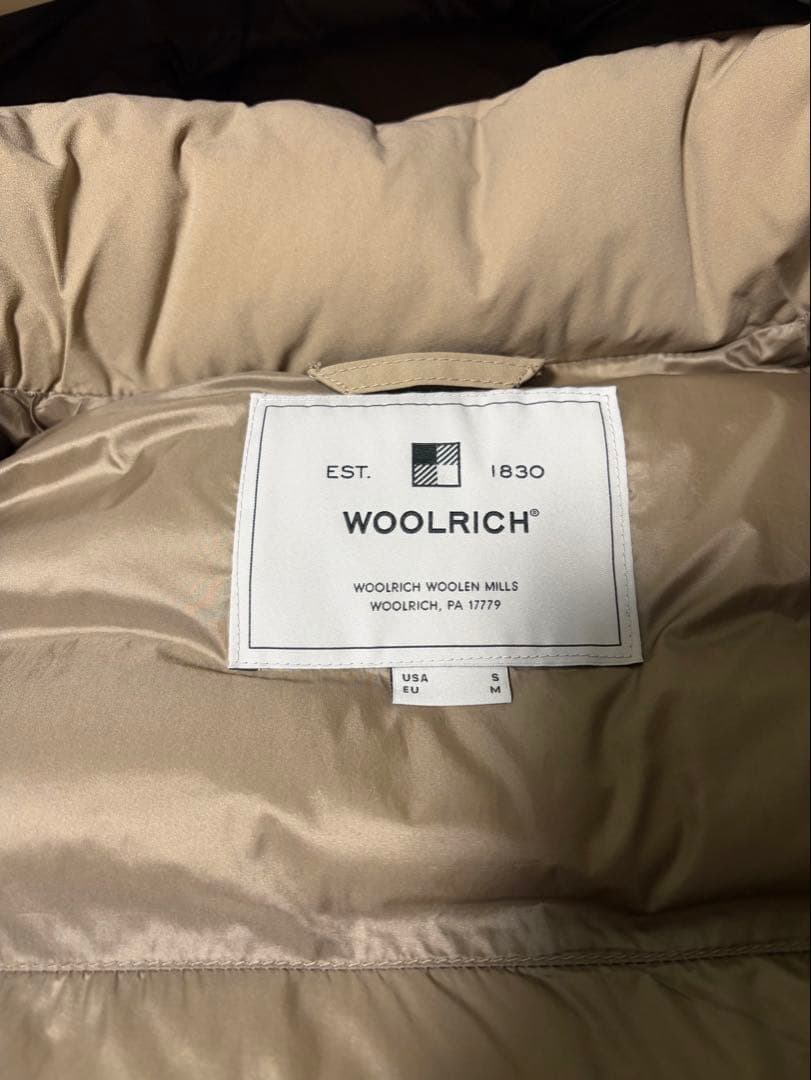 EST. 1830
WOOLRICH®
WOOLRICH WOOLEN MILLS
WOOLRICH, PA 17779
USA S
EU M